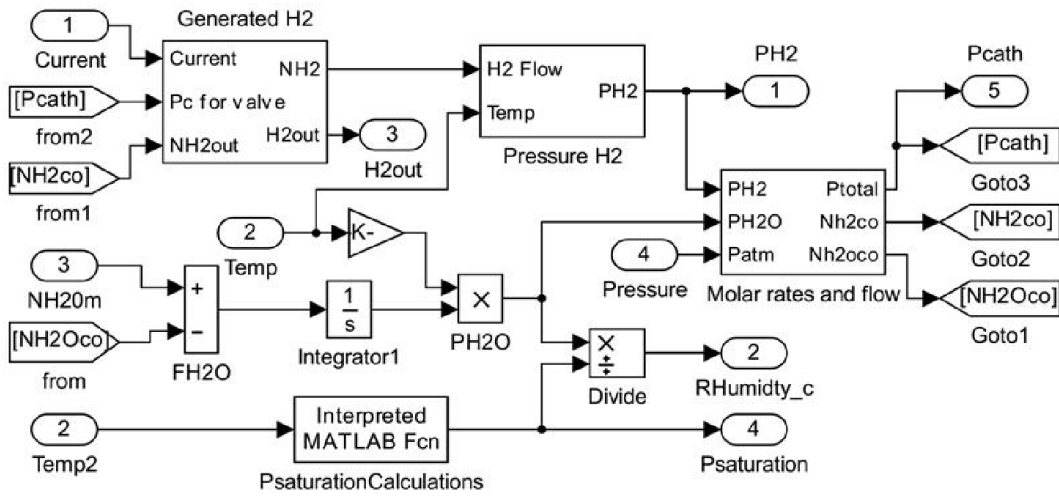 1
Current
[Pcath]
from2
[NH2co]
from1
Generated H2
Current
Pc for valve
NH2out
NH2
H2out
3
H2out
H2 Flow
Temp
PH2
Pressure H2
PH2
1
Pcath
5
[Pcath]
Goto3
[NH2co]
Goto2
[NH2Oco]
Goto1
PH2
PH2O
Patm
Ptotal
Nh2co
Nh2oco
Molar rates and flow
2
Temp
K-
4
Pressure
3
NH20m
[NH2Oco]
from
+
−
FH2O
1
s
Integrator1
×
PH2O
×
÷
Divide
2
RHumidty_c
2
Temp2
Interpreted
MATLAB Fcn
PsaturationCalculations
4
Psaturation